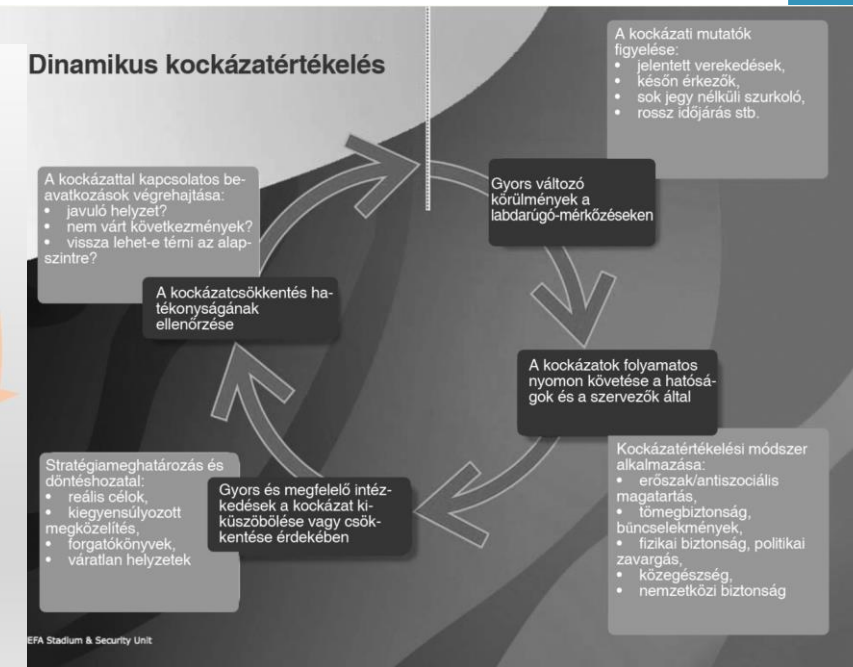 Dinamikus kockázatértékelés
A kockázati mutatók
figyelése:
• jelentett verekedések,
• későn érkezők,
• sok jegy nélküli szurkoló,
• rossz időjárás stb.
Gyors változó
körülmények a
labdarúgó-mérkőzéseken
A kockázatok folyamatos
nyomon követése a hatósá-
gok és a szervezők által
Kockázatértékelési módszer
alkalmazása:
• erőszak/antiszociális
magatartás,
• tömegbiztonság,
bűncselekmények,
• fizikai biztonság, politikai
zavargás,
• közegészség,
• nemzetközi biztonság
Gyors és megfelelő intéz-
kedések a kockázat ki-
küszöbölése vagy csök-
kentése érdekében
Stratégiameghatározás és
döntéshozatal:
• reális célok,
• kiegyensúlyozott
megközelítés,
• forgatókönyvek,
• váratlan helyzetek
A kockázatcsökkentés ha-
tékonyságának
ellenőrzése
A kockázattal kapcsolatos be-
avatkozások végrehajtása:
• javuló helyzet?
• nem várt következmények?
• vissza lehet-e térni az alap-
szintre?
EFA Stadium & Security Unit